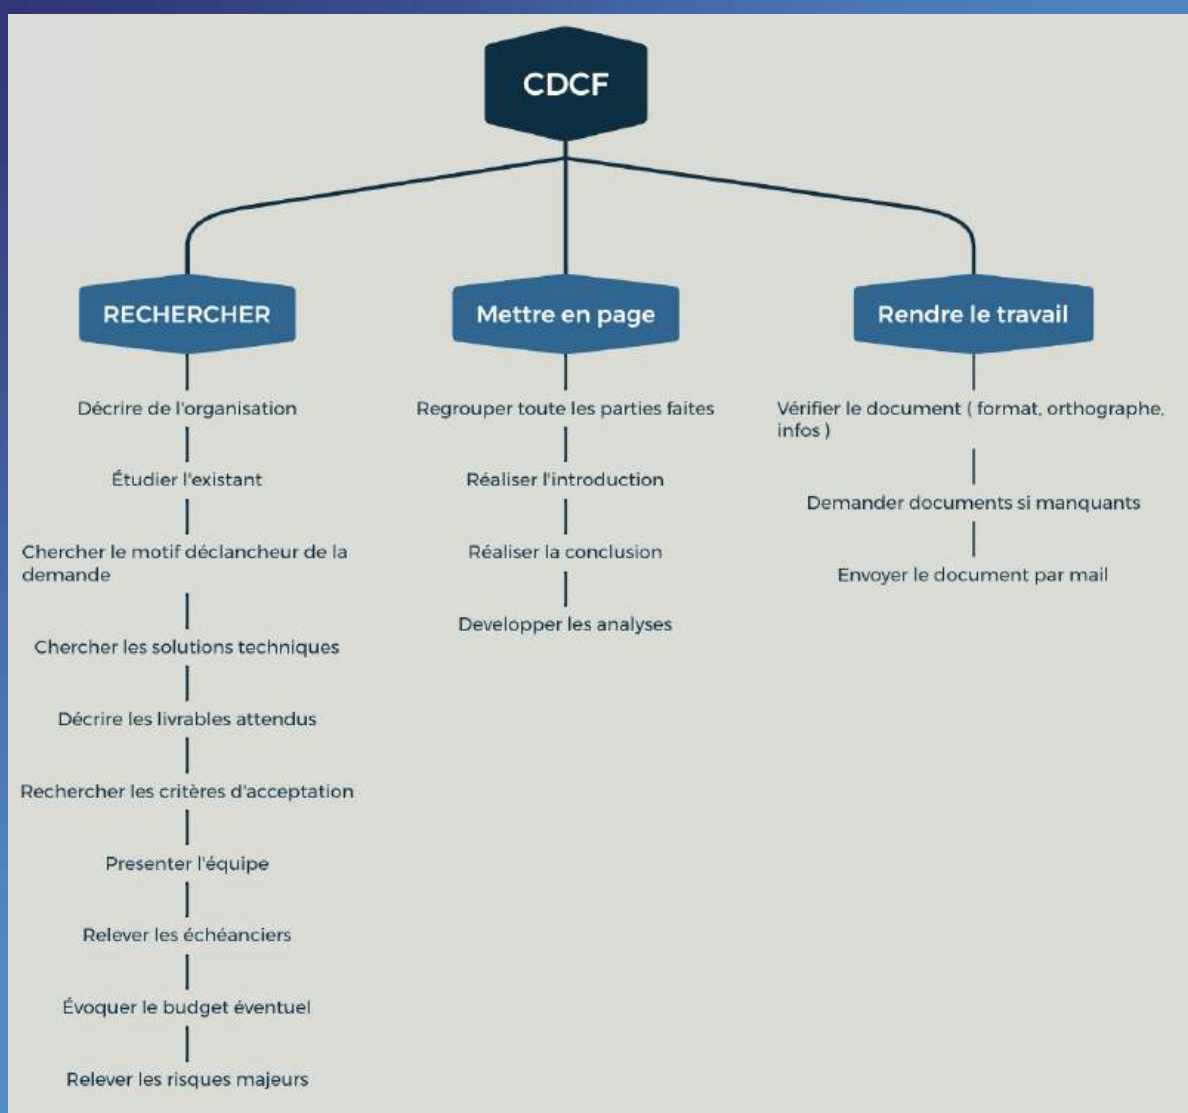 CDCF
RECHERCHER
Décrire de l'organisation
Étudier l'existant
Chercher le motif déclancheur de la
demande
Chercher les solutions techniques
Décrire les livrables attendus
Rechercher les critères d'acceptation
Presenter l'équipe
Relever les échéanciers
Évoquer le budget éventuel
Relever les risques majeurs
Mettre en page
Regrouper toute les parties faites
Réaliser l'introduction
Réaliser la conclusion
Developper les analyses
Rendre le travail
Vérifier le document ( format, orthographe,
infos )
Demander documents si manquants
Envoyer le document par mail